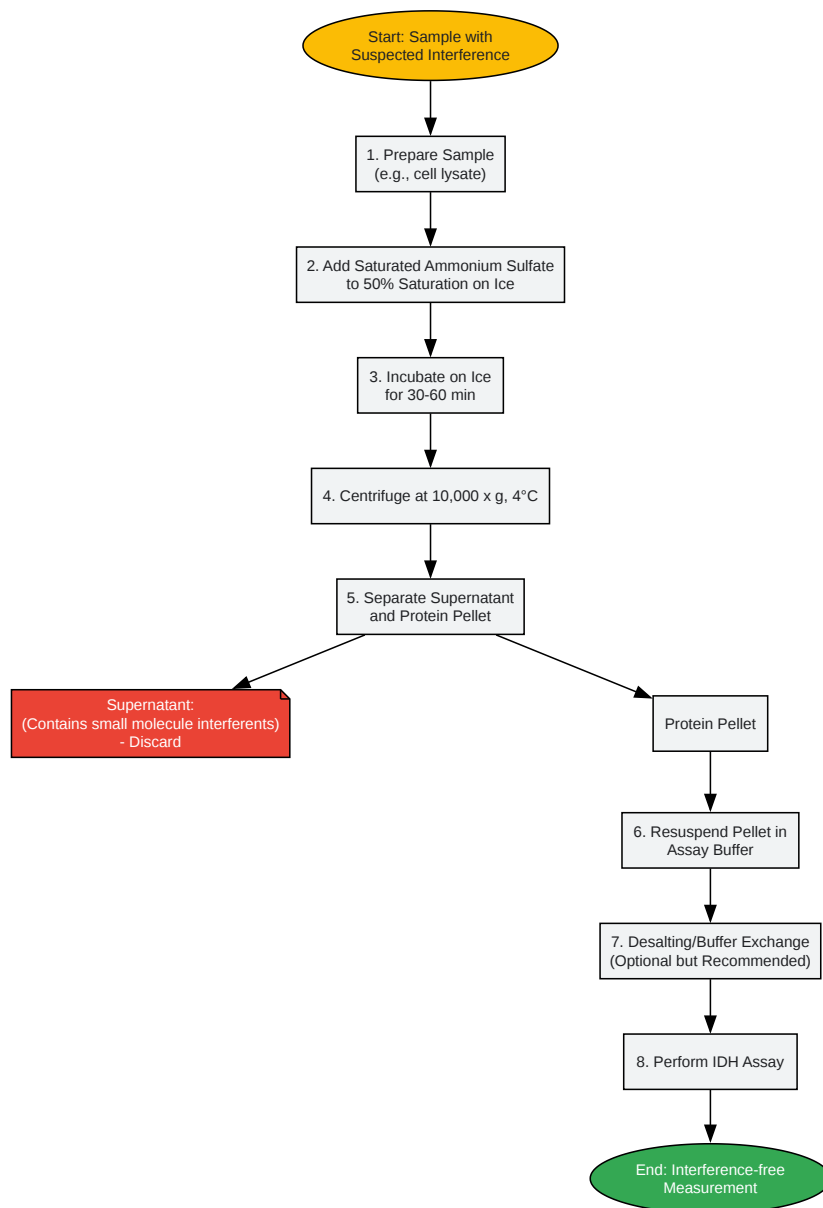 Start: Sample with
Suspected Interference
1. Prepare Sample
(e.g., cell lysate)
2. Add Saturated Ammonium Sulfate
to 50% Saturation on Ice
3. Incubate on Ice
for 30-60 min
4. Centrifuge at 10,000 x g, 4°C
5. Separate Supernatant
and Protein Pellet
Supernatant:
(Contains small molecule interferents)
- Discard
Protein Pellet
6. Resuspend Pellet in
Assay Buffer
7. Desalting/Buffer Exchange
(Optional but Recommended)
8. Perform IDH Assay
End: Interference-free
Measurement